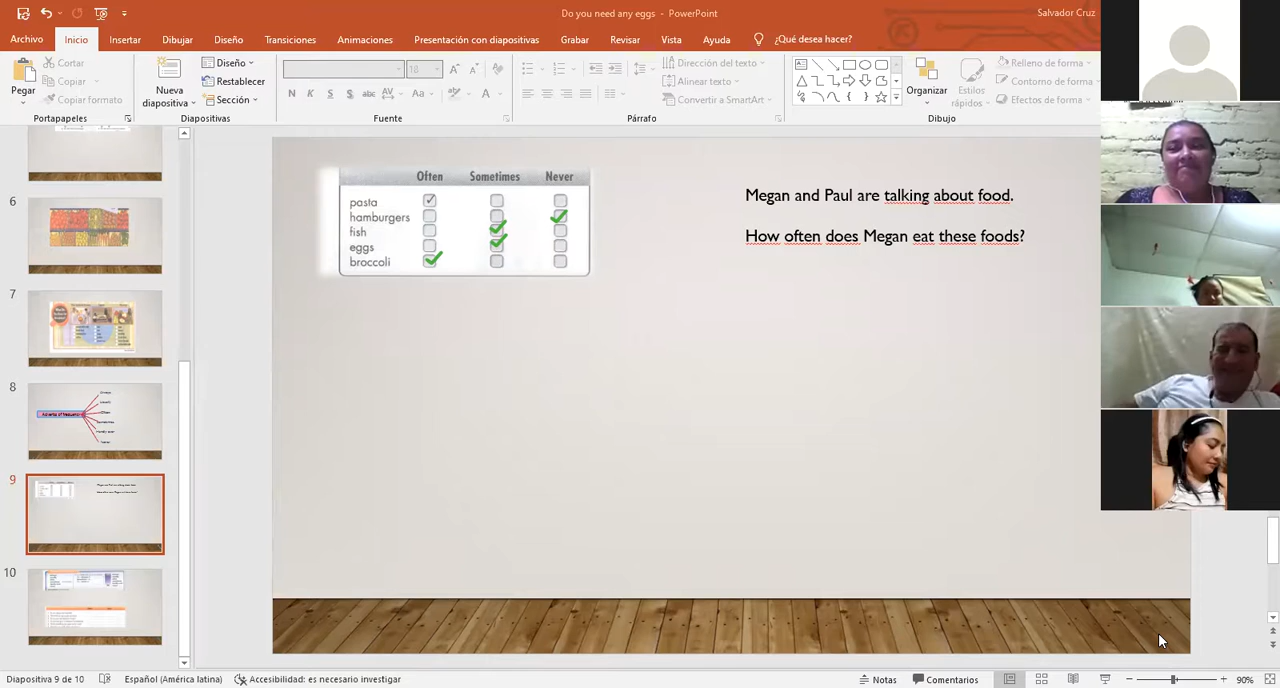 Do you need any eggs - PowerPoint
Salvador Cruz
Archivo Inicio Insertar Dibujar Diseño Transiciones Animaciones Presentación con diapositivas Grabar Revisar Vista Ayuda ¿Qué desea hacer?
Pegar
Cortar
Copiar
Copiar formato
Portapapeles
Nueva diapositiva
Diseño
Restablecer
Sección
Diapositivas
18
N K S S abc AV Aa A
Fuente
Dirección del texto
Alinear texto
Convertir a SmartArt
Párrafo
Organizar
Estilos rápidos
Relleno de forma
Contorno de forma
Efectos de forma
Dibujo
6
7
8
9
10
Often Sometimes Never
pasta
hamburgers
fish
eggs
broccoli
Megan and Paul are talking about food.
How often does Megan eat these foods?
Diapositiva 9 de 10 Español (América latina) Accesibilidad: es necesario investigar Notas Comentarios 90%